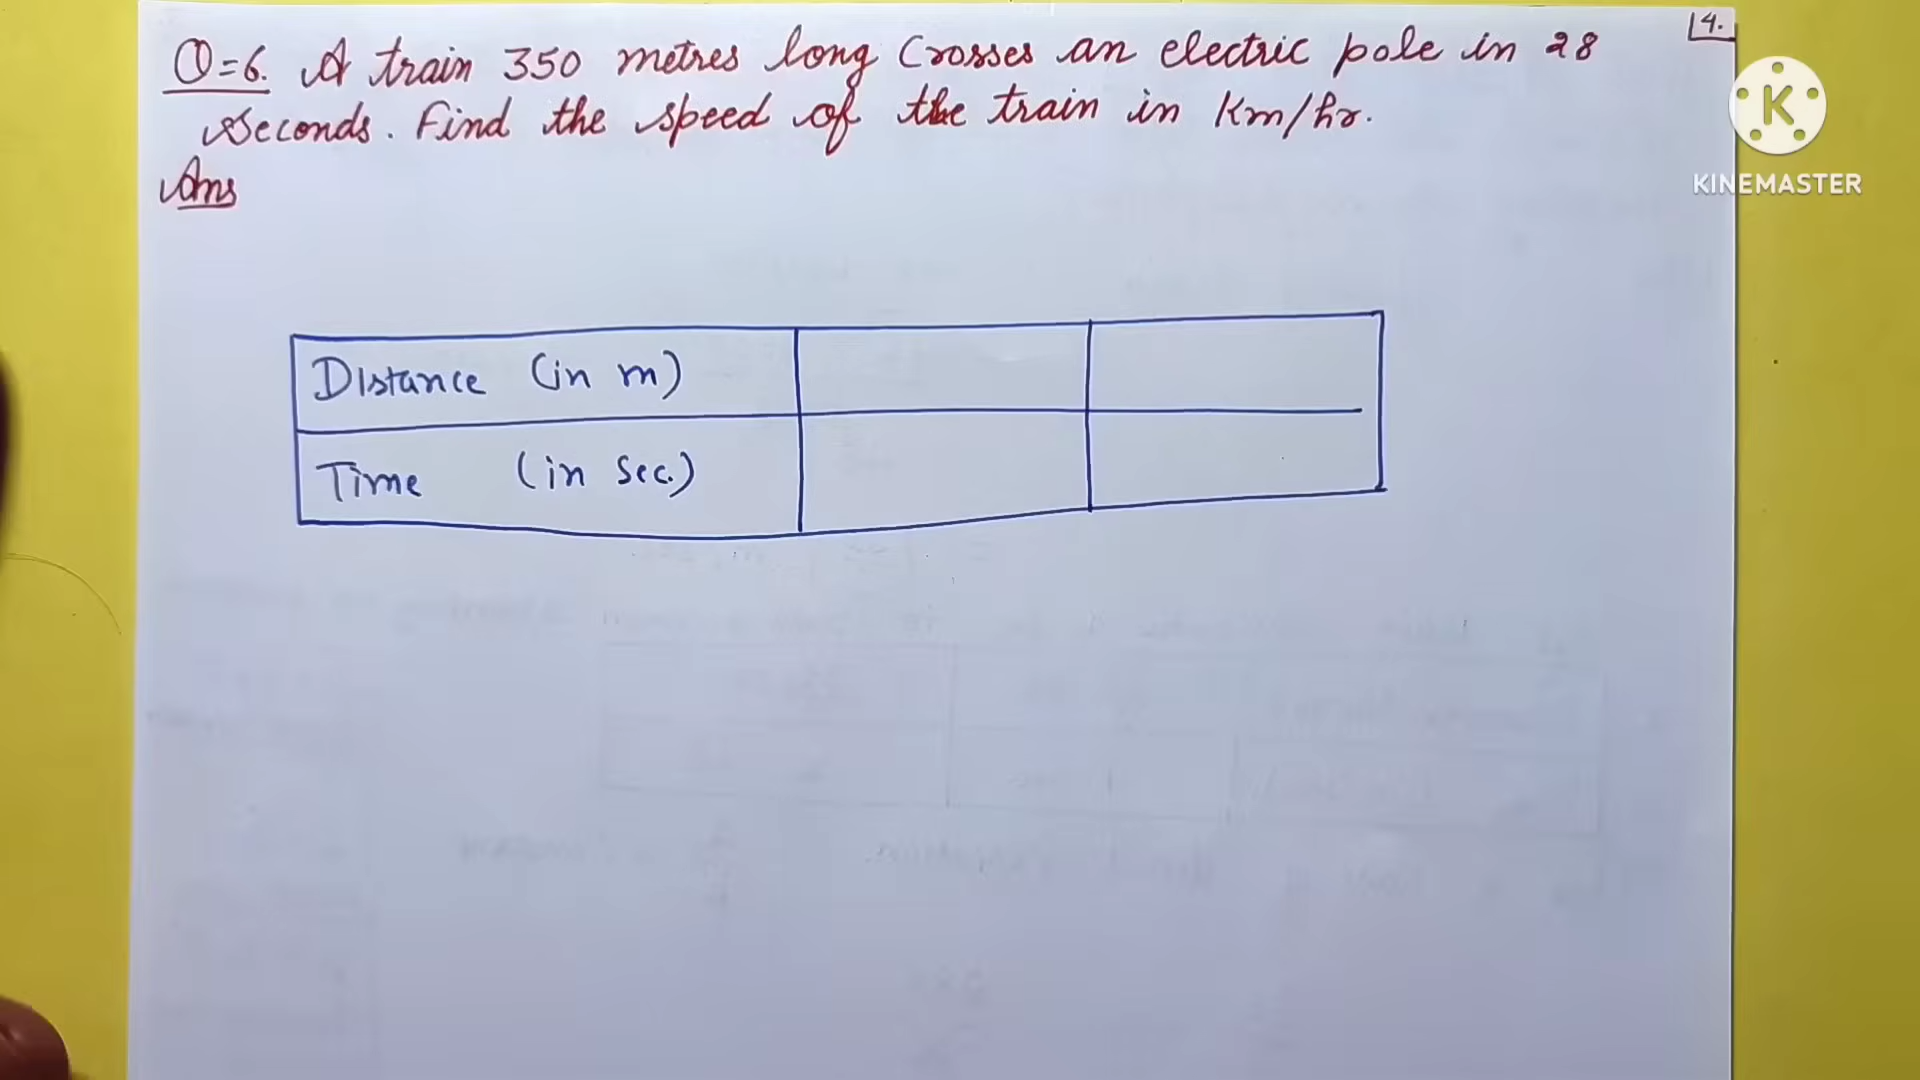 14.
Q=6. A train 350 metres long Crosses an electric pole in 28
seconds. Find the speed of the train in Km/hr.
Ans
K
KINEMASTER
Distance (in m)
Time (in Sec.)